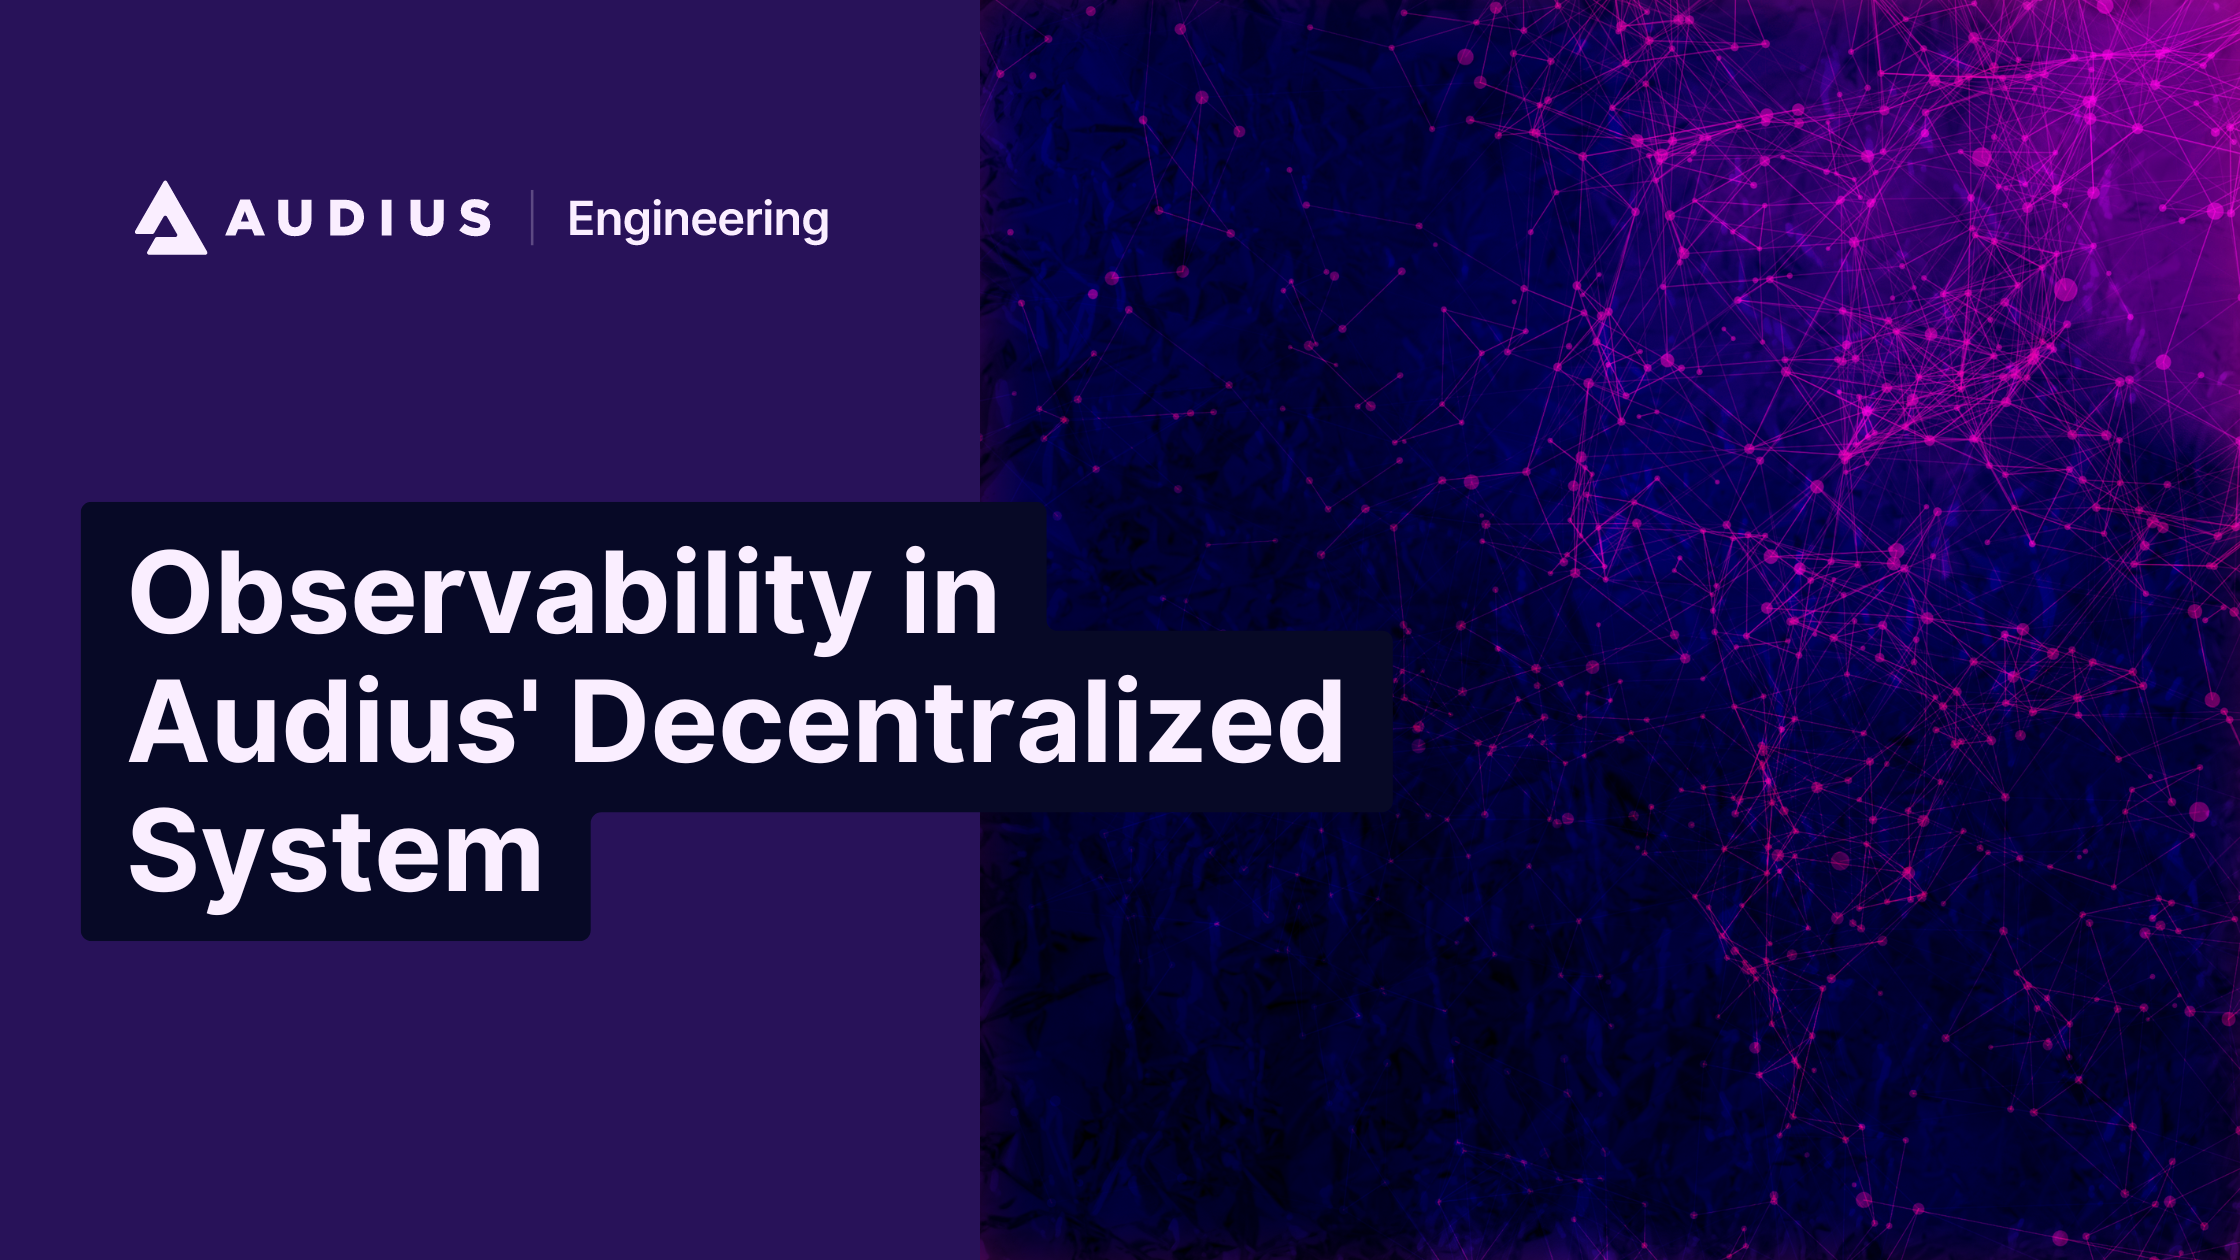 AUDIUS | Engineering
Observability in
Audius' Decentralized
System